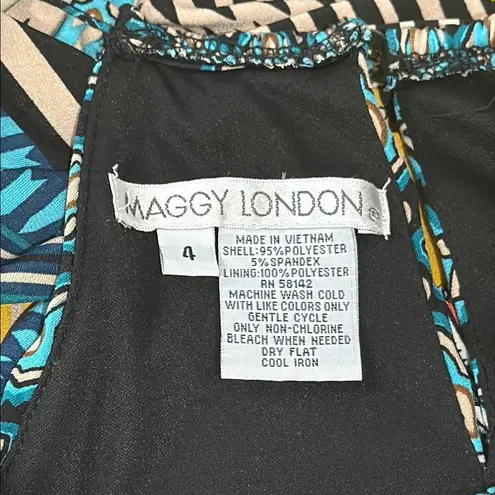 MAGGY LONDON®
4
MADE IN VIETNAM
SHELL:95%POLYESTER
5%SPANDEX
LINING:100%POLYESTER
RN 58142
MACHINE WASH COLD
WITH LIKE COLORS ONLY
GENTLE CYCLE
ONLY NON-CHLORINE
BLEACH WHEN NEEDED
DRY FLAT
COOL IRON